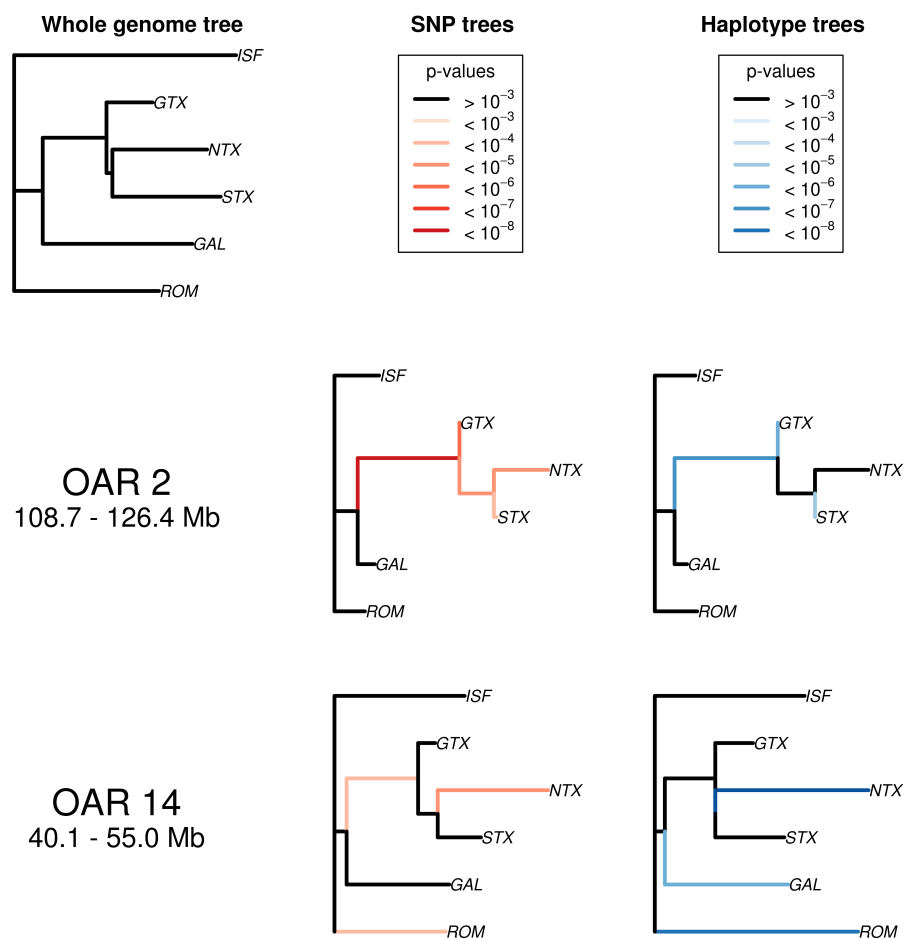 Whole genome tree
SNP trees
Haplotype trees
ISF
GTX
NTX
STX
GAL
ROM
p-values
> 10⁻³
< 10⁻³
< 10⁻⁴
< 10⁻⁵
< 10⁻⁶
< 10⁻⁷
< 10⁻⁸
p-values
> 10⁻³
< 10⁻³
< 10⁻⁴
< 10⁻⁵
< 10⁻⁶
< 10⁻⁷
< 10⁻⁸
OAR 2
108.7 - 126.4 Mb
ISF
GTX
NTX
STX
GAL
ROM
ISF
GTX
NTX
STX
GAL
ROM
OAR 14
40.1 - 55.0 Mb
ISF
GTX
NTX
STX
GAL
ROM
ISF
GTX
NTX
STX
GAL
ROM